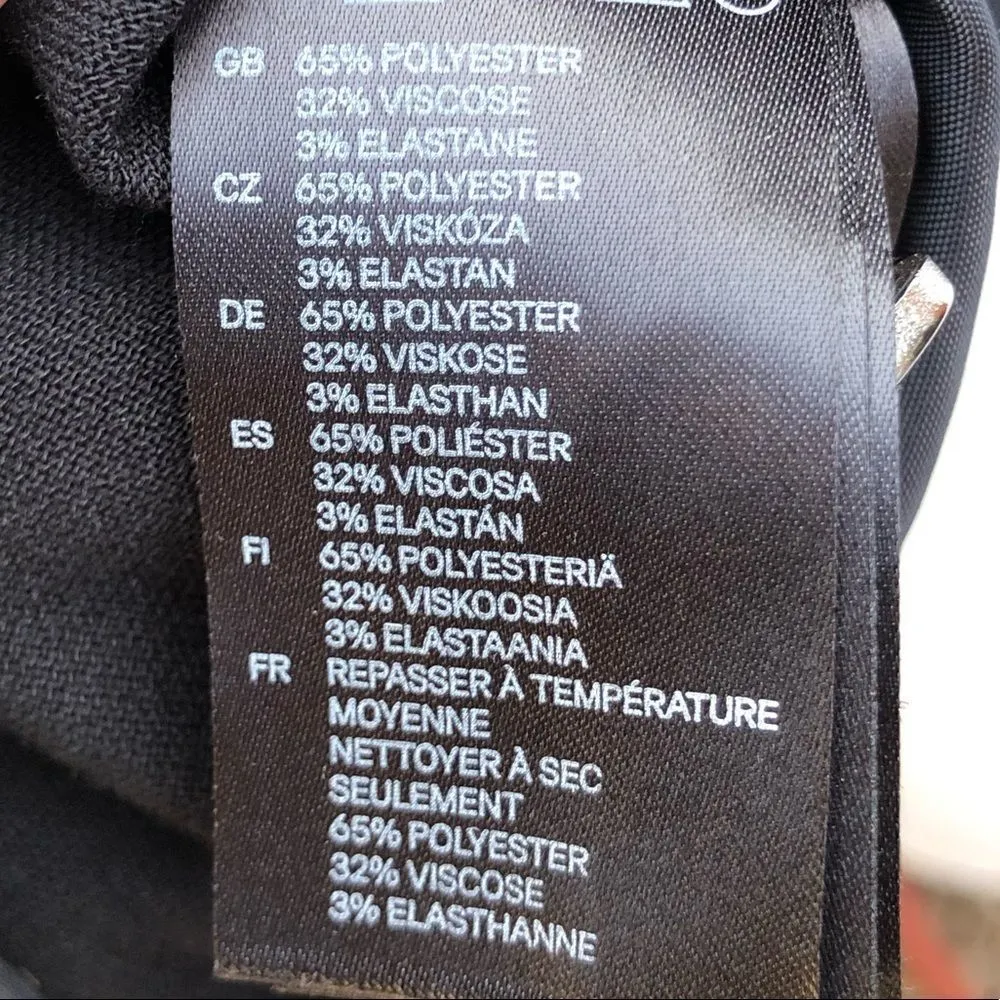 GB 65% POLYESTER
32% VISCOSE
3% ELASTANE
CZ 65% POLYESTER
32% VISKÓZA
3% ELASTAN
DE 65% POLYESTER
32% VISKOSE
3% ELASTHAN
ES 65% POLIÉSTER
32% VISCOSA
3% ELASTÁN
FI 65% POLYESTERIÄ
32% VISKOOSIA
3% ELASTAANIA
FR REPASSER À TEMPÉRATURE
MOYENNE
NETTOYER À SEC
SEULEMENT
65% POLYESTER
32% VISCOSE
3% ELASTHANNE